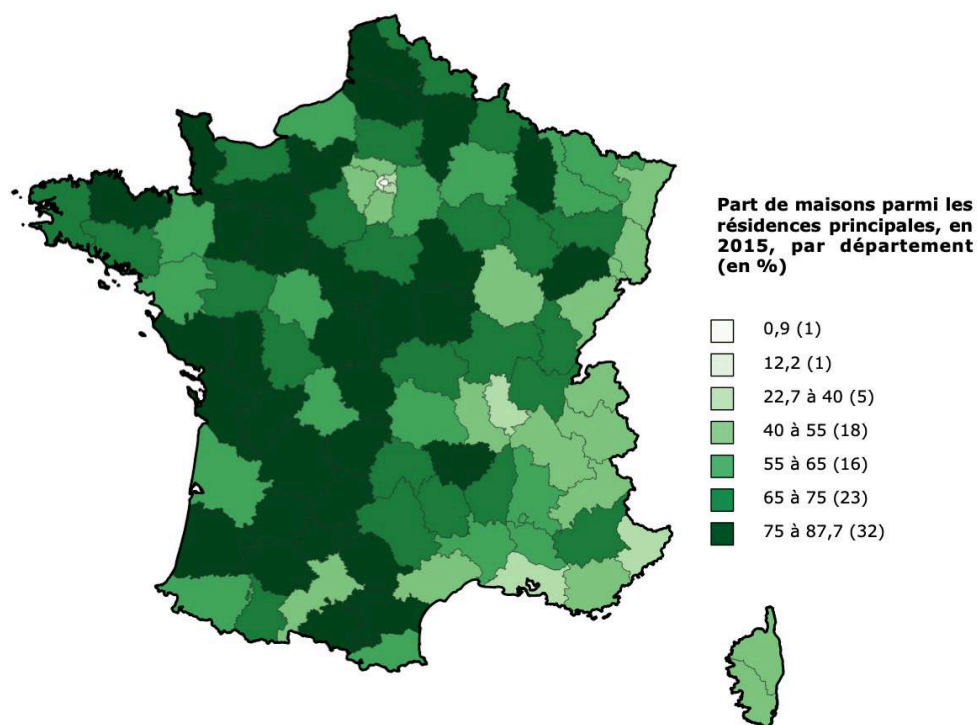 Part de maisons parmi les
résidences principales, en
2015, par département
(en %)
0,9 (1)
12,2 (1)
22,7 à 40 (5)
40 à 55 (18)
55 à 65 (16)
65 à 75 (23)
75 à 87,7 (32)